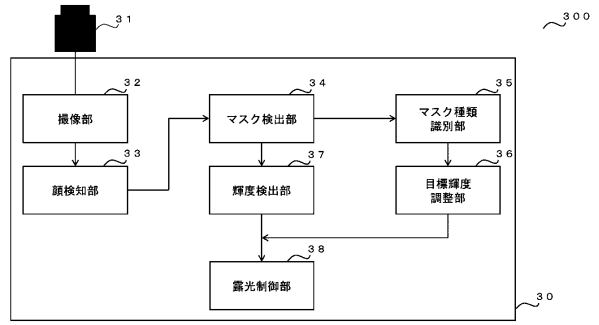 31
300
32
撮像部
34
マスク検出部
35
マスク種類
識別部
33
顔検知部
37
輝度検出部
36
目標輝度
調整部
38
露光制御部
30